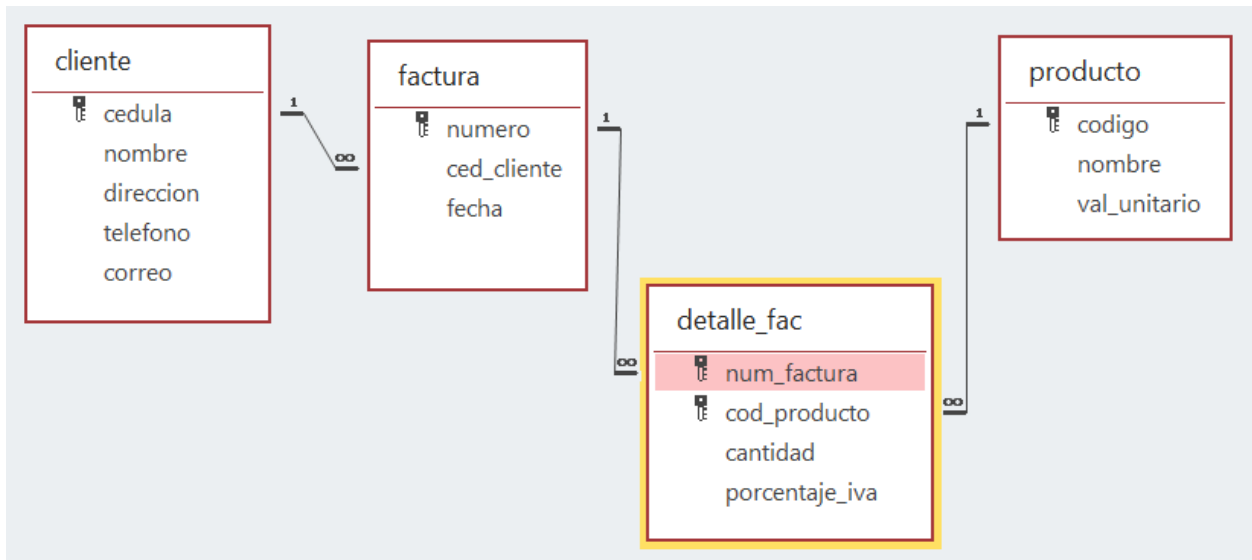 cliente
cedula
nombre
direccion
telefono
correo
1
∞
factura
numero
ced_cliente
fecha
1
∞
detalle_fac
num_factura
cod_producto
cantidad
porcentaje_iva
∞
1
producto
codigo
nombre
val_unitario